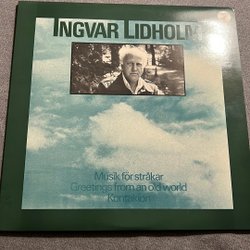 INGVAR LIDHOLM
Musik för stråkar
Greetings from an old world
Kontakion